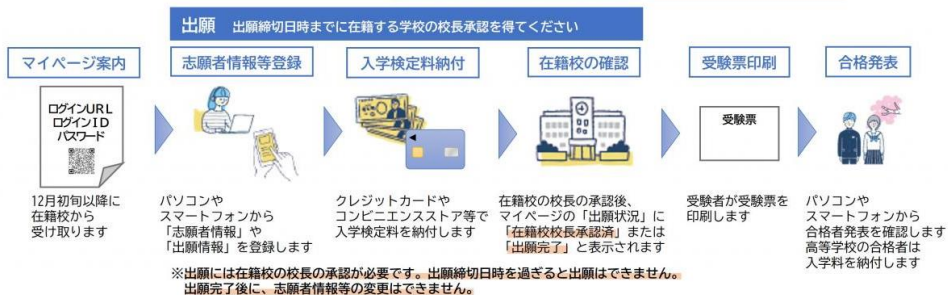 出願 出願締切日時までに在籍する学校の校長承認を得てください
マイページ案内
志願者情報等登録
入学検定料納付
在籍校の確認
受験票印刷
合格発表
ログインURL
ログインID
パスワード
受験票
12月初旬以降に
在籍校から
受け取ります
パソコンや
スマートフォンから
「志願者情報」や
「出願情報」を登録します
クレジットカードや
コンビニエンスストア等で
入学検定料を納付します
在籍校の校長の承認後、
マイページの「出願状況」に
「在籍校校長承認済」または
「出願完了」と表示されます
受験者が受験票を
印刷します
パソコンや
スマートフォンから
合格者発表を確認します
高等学校の合格者は
入学料を納付します
※出願には在籍校の校長の承認が必要です。出願締切日時を過ぎると出願はできません。
出願完了後に、志願者情報等の変更はできません。